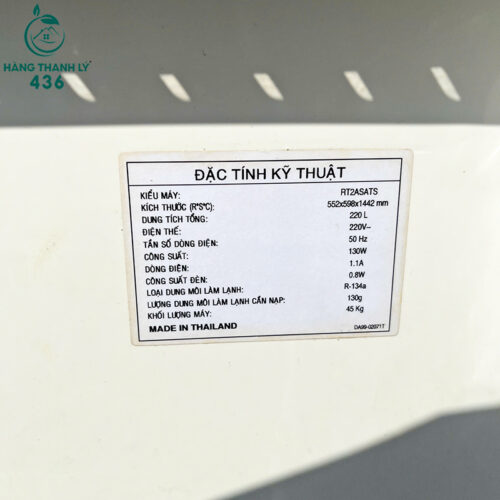 HÀNG THANH LÝ
436
ĐẶC TÍNH KỸ THUẬT
KIỂU MÁY: RT2ASATS
KÍCH THƯỚC (R*S*C): 552x598x1442 mm
DUNG TÍCH TỔNG: 220 L
ĐIỆN THẾ: 220V~
TẦN SỐ DÒNG ĐIỆN: 50 Hz
CÔNG SUẤT: 130W
DÒNG ĐIỆN: 1.1A
CÔNG SUẤT ĐÈN: 0.8W
LOẠI DUNG MÔI LÀM LẠNH: R-134a
LƯỢNG DUNG MÔI LÀM LẠNH CẦN NẠP: 130g
KHỐI LƯỢNG MÁY: 45 Kg
MADE IN THAILAND DA99-02071T